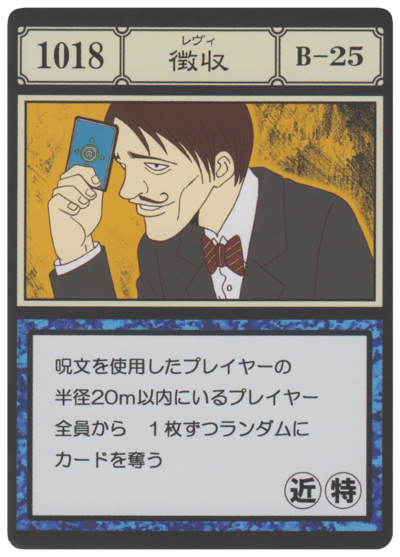 1018
レヴィ
徴収
B-25
呪文を使用したプレイヤーの
半径20m以内にいるプレイヤー
全員から　１枚ずつランダムに
カードを奪う
近 特